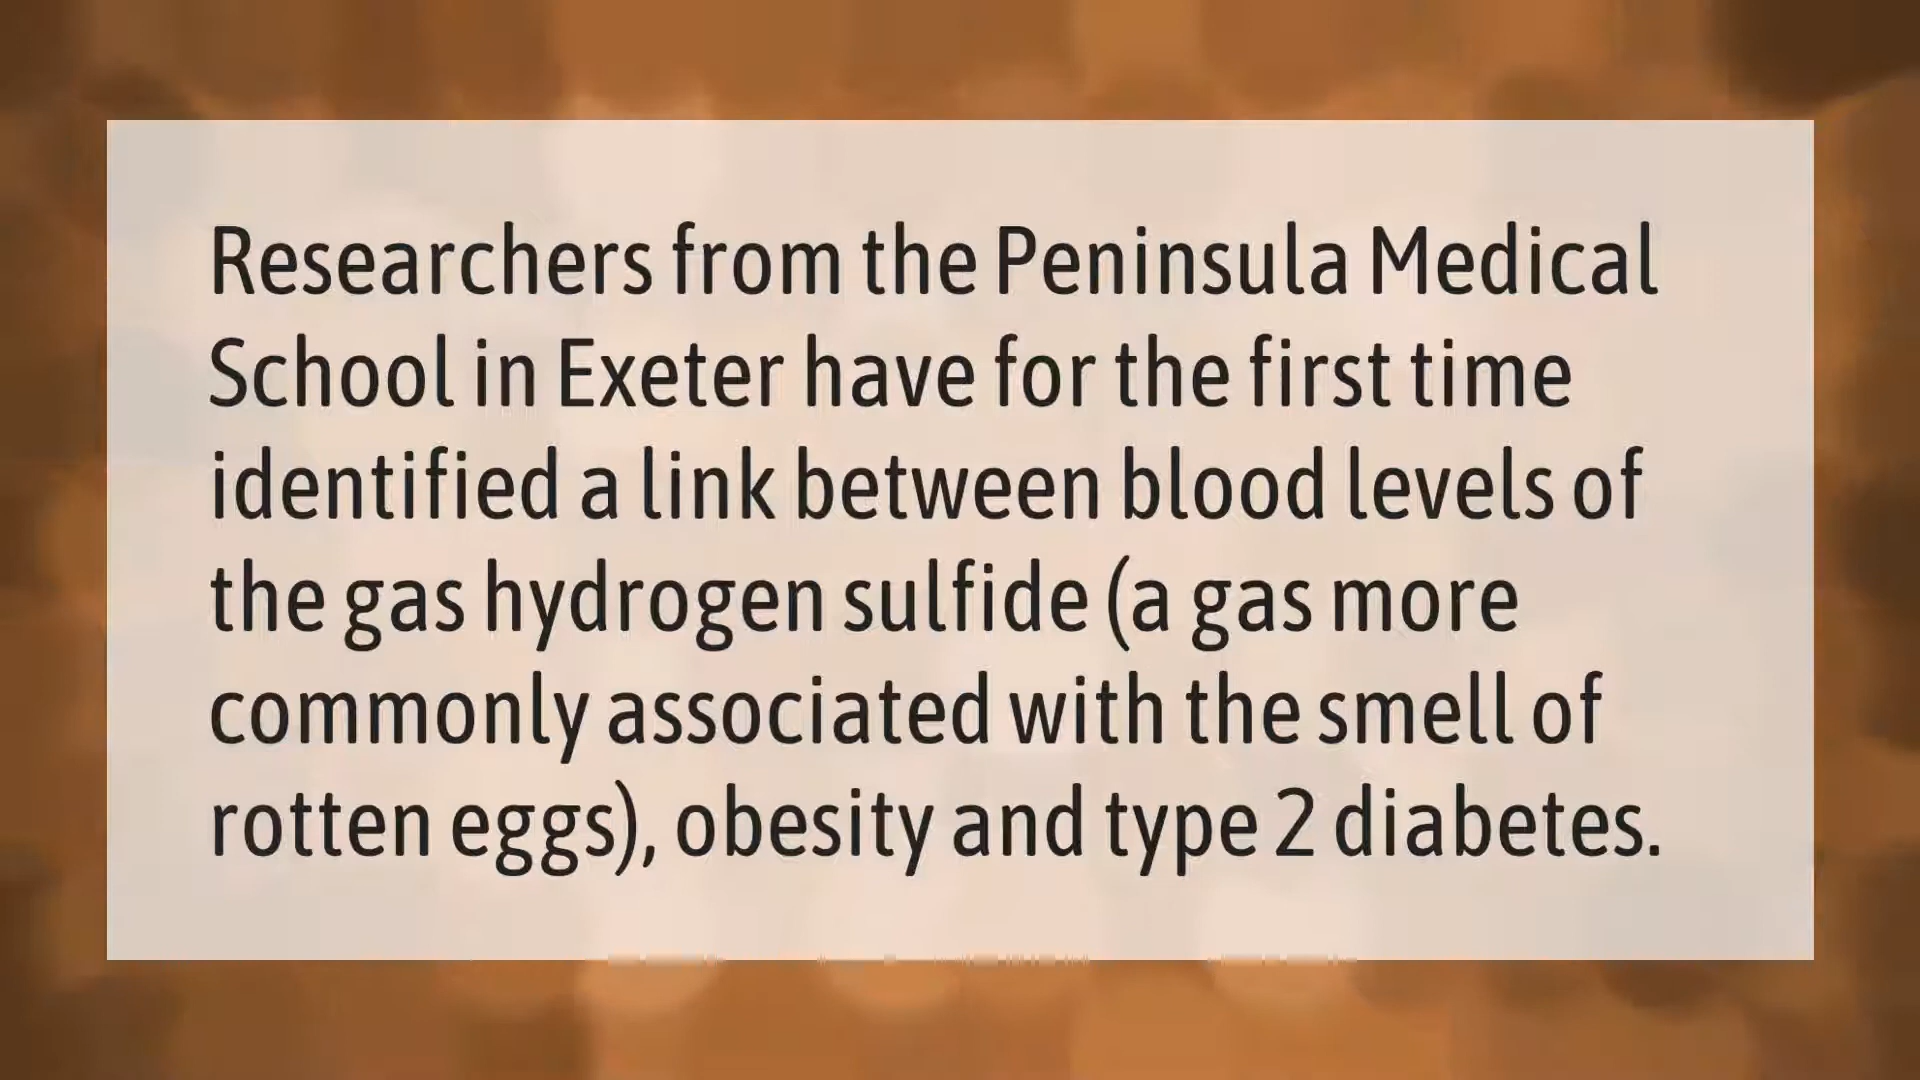 Researchers from the Peninsula Medical
School in Exeter have for the first time
identified a link between blood levels of
the gas hydrogen sulfide (a gas more
commonly associated with the smell of
rotten eggs), obesity and type 2 diabetes.